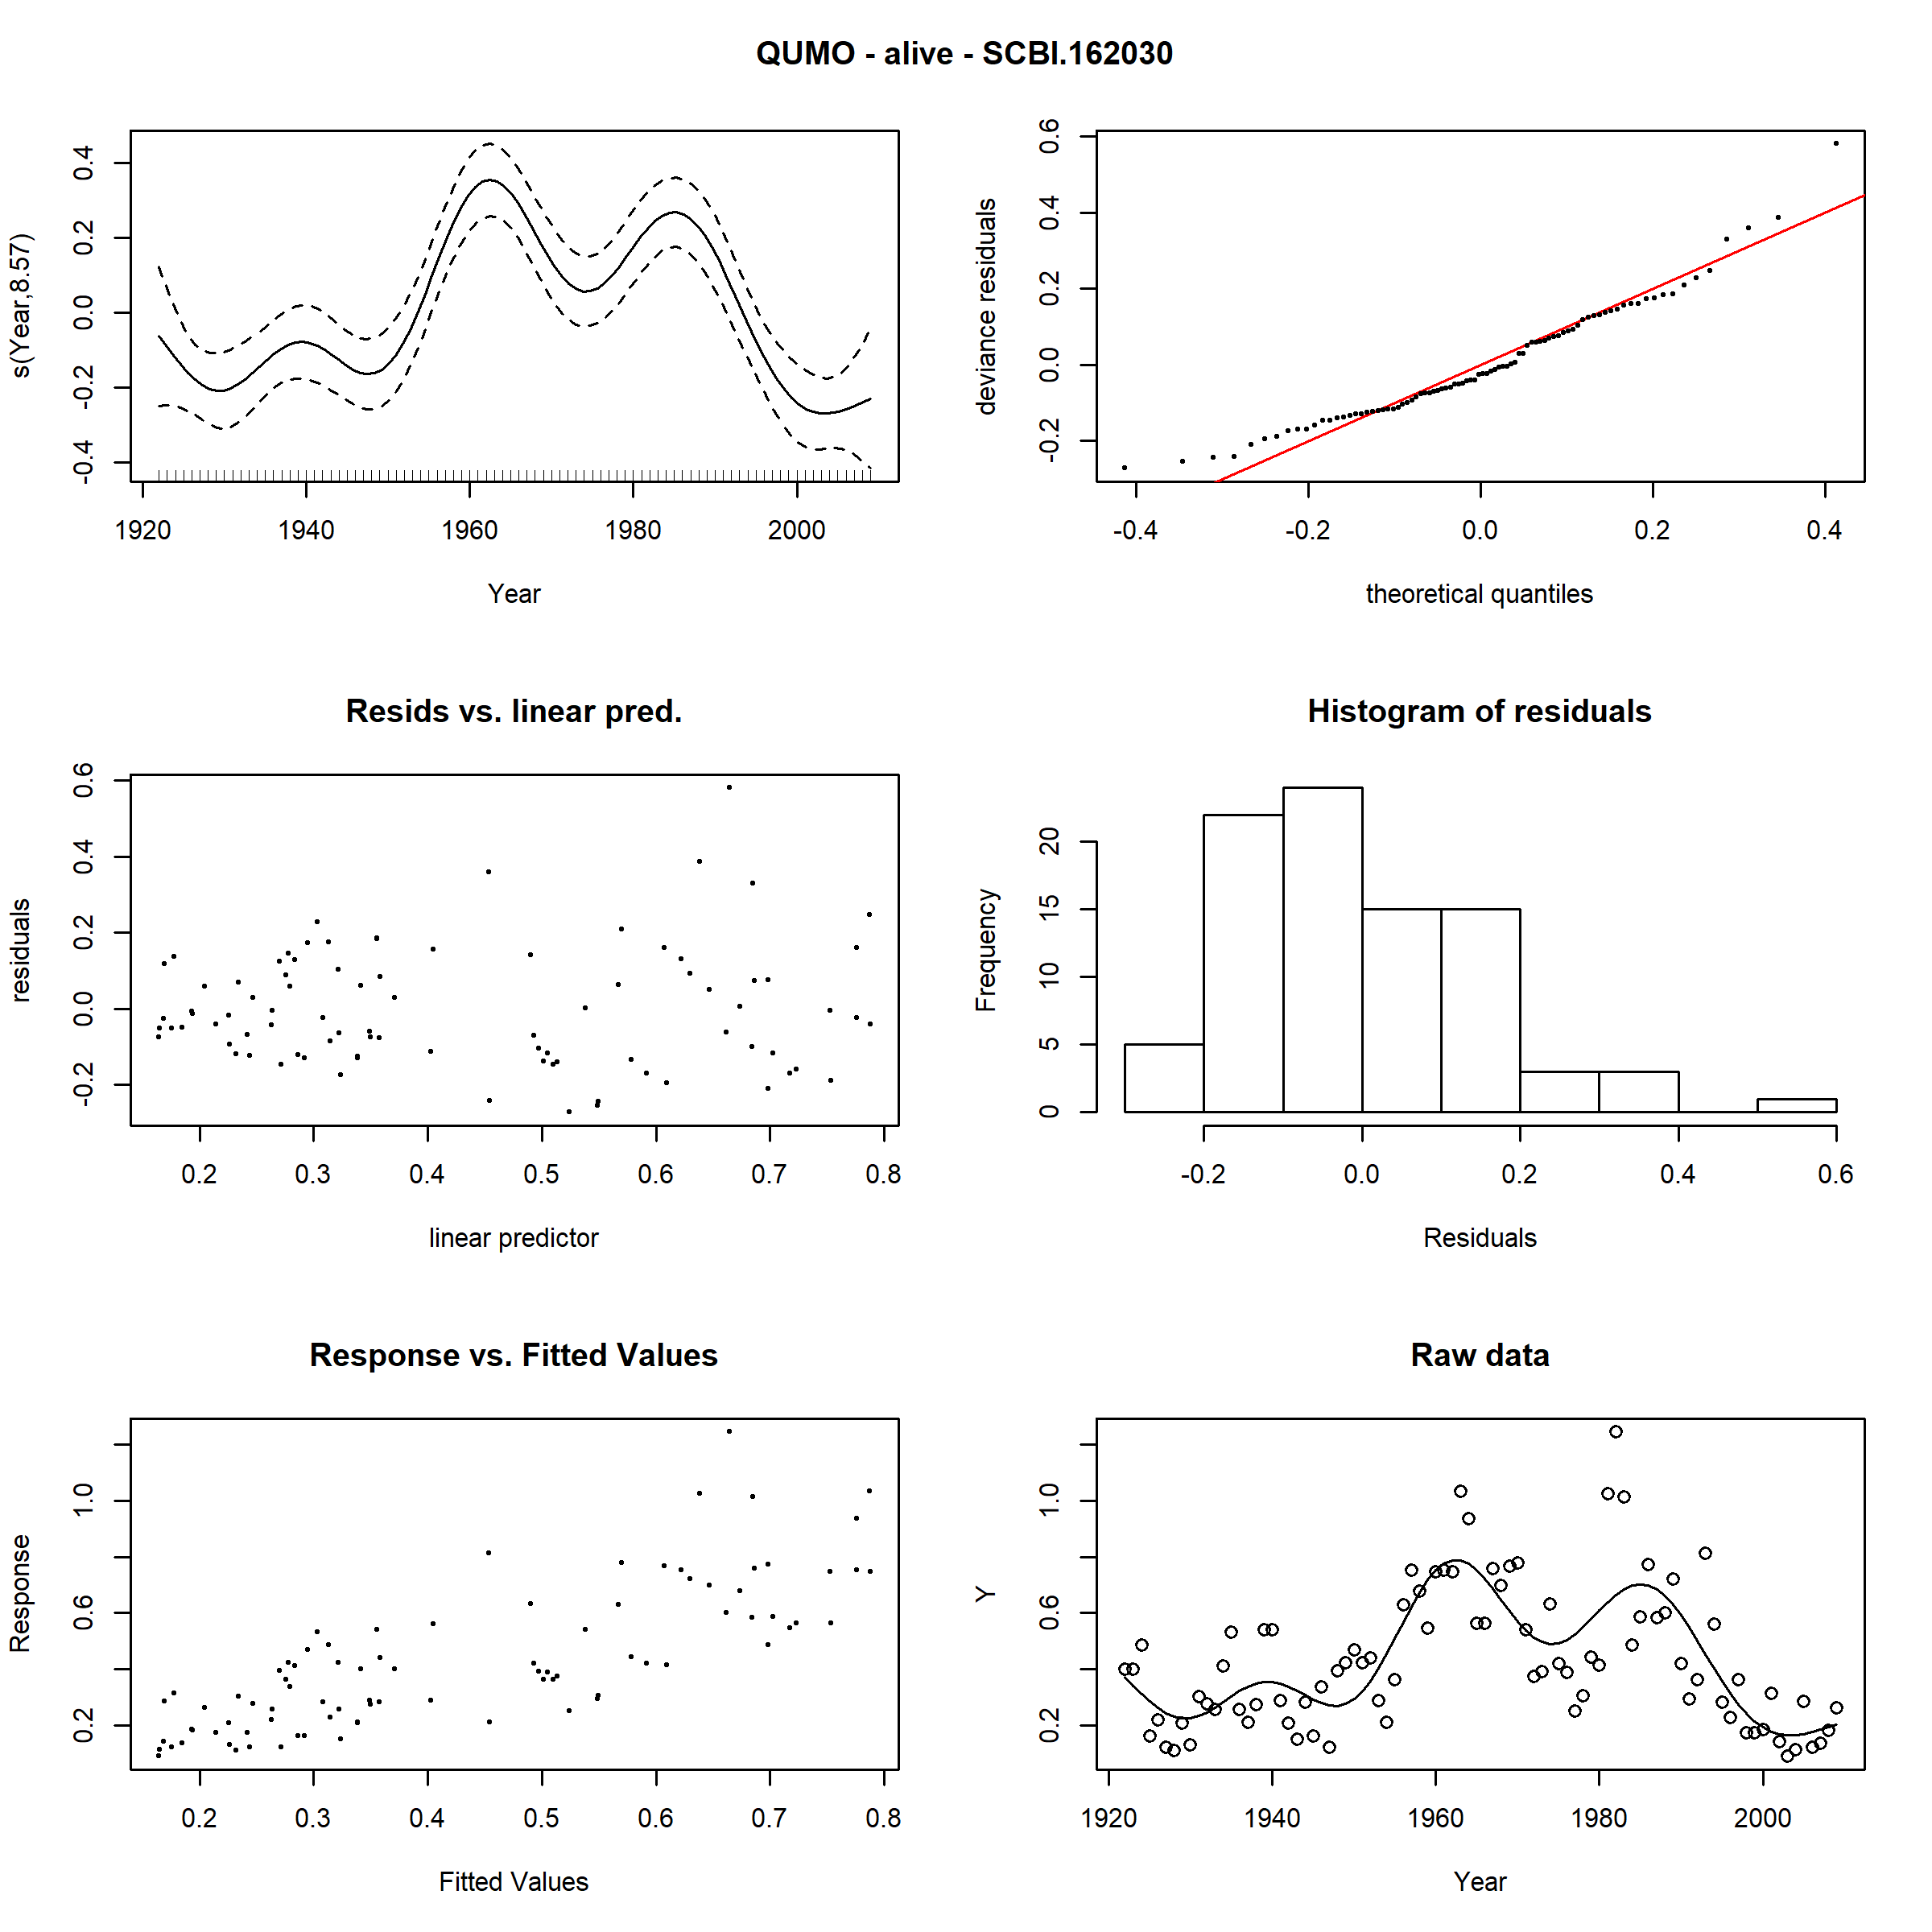 QUMO - alive - SCBI.162030
s(Year,8.57)
0.4
0.2
0.0
-0.2
-0.4
1920 1940 1960 1980 2000
Year
deviance residuals
0.6
0.4
0.2
0.0
-0.2
-0.4 -0.2 0.0 0.2 0.4
theoretical quantiles
Resids vs. linear pred.
residuals
0.6
0.4
0.2
0.0
-0.2
0.2 0.3 0.4 0.5 0.6 0.7 0.8
linear predictor
Histogram of residuals
Frequency
20
15
10
5
0
-0.2 0.0 0.2 0.4 0.6
Residuals
Response vs. Fitted Values
Response
1.0
0.6
0.2
0.2 0.3 0.4 0.5 0.6 0.7 0.8
Fitted Values
Raw data
Y
1.0
0.6
0.2
1920 1940 1960 1980 2000
Year